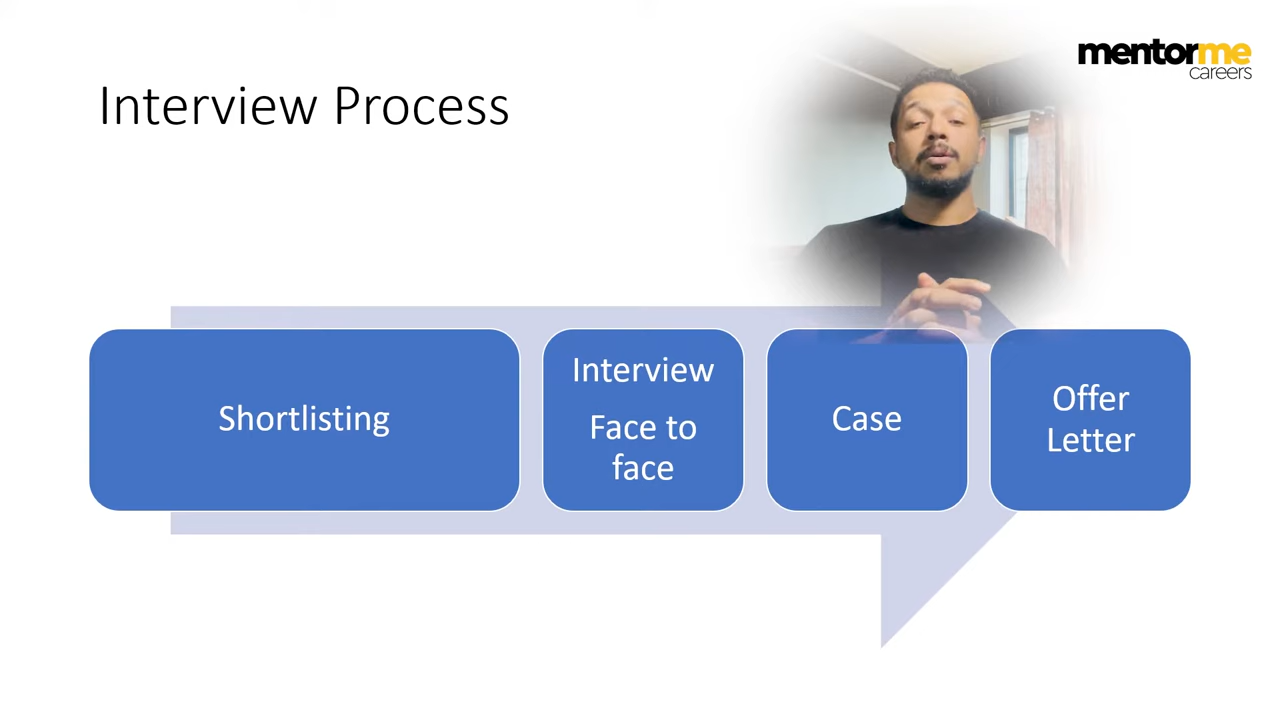 mentorme
careers
Interview Process
Shortlisting
Interview
Face to
face
Case
Offer
Letter